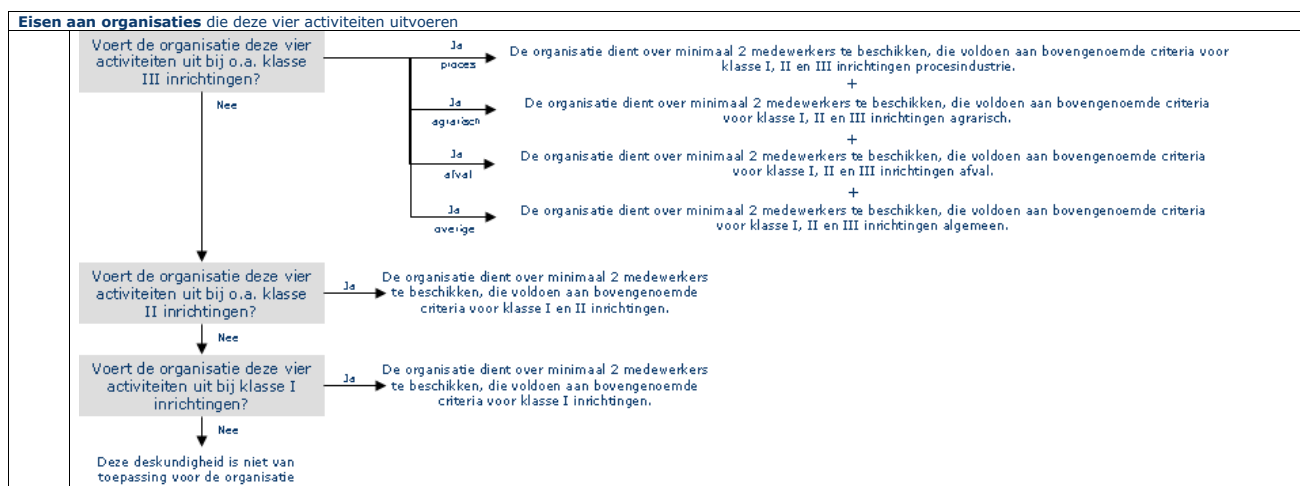 Eisen aan organisaties die deze vier activiteiten uitvoeren
Voert de organisatie deze vier
activiteiten uit bij o.a. klasse
III inrichtingen?
Ja
proces
De organisatie dient over minimaal 2 medewerkers te beschikken, die voldoen aan bovengenoemde criteria voor
klasse I, II en III inrichtingen procesindustrie.
+
Nee
Ja
agrarisch
De organisatie dient over minimaal 2 medewerkers te beschikken, die voldoen aan bovengenoemde criteria
voor klasse I, II en III inrichtingen agrarisch.
+
Ja
afval
De organisatie dient over minimaal 2 medewerkers te beschikken, die voldoen aan bovengenoemde criteria
voor klasse I, II en III inrichtingen afval.
+
Ja
overige
De organisatie dient over minimaal 2 medewerkers te beschikken, die voldoen aan bovengenoemde criteria
voor klasse I, II en III inrichtingen algemeen.
Voert de organisatie deze vier
activiteiten uit bij o.a. klasse
II inrichtingen?
Ja
De organisatie dient over minimaal 2 medewerkers
te beschikken, die voldoen aan bovengenoemde
criteria voor klasse I en II inrichtingen.
Nee
Voert de organisatie deze vier
activiteiten uit bij klasse I
inrichtingen?
Ja
De organisatie dient over minimaal 2 medewerkers
te beschikken, die voldoen aan bovengenoemde
criteria voor klasse I inrichtingen.
Nee
Deze deskundigheid is niet van
toepassing voor de organisatie